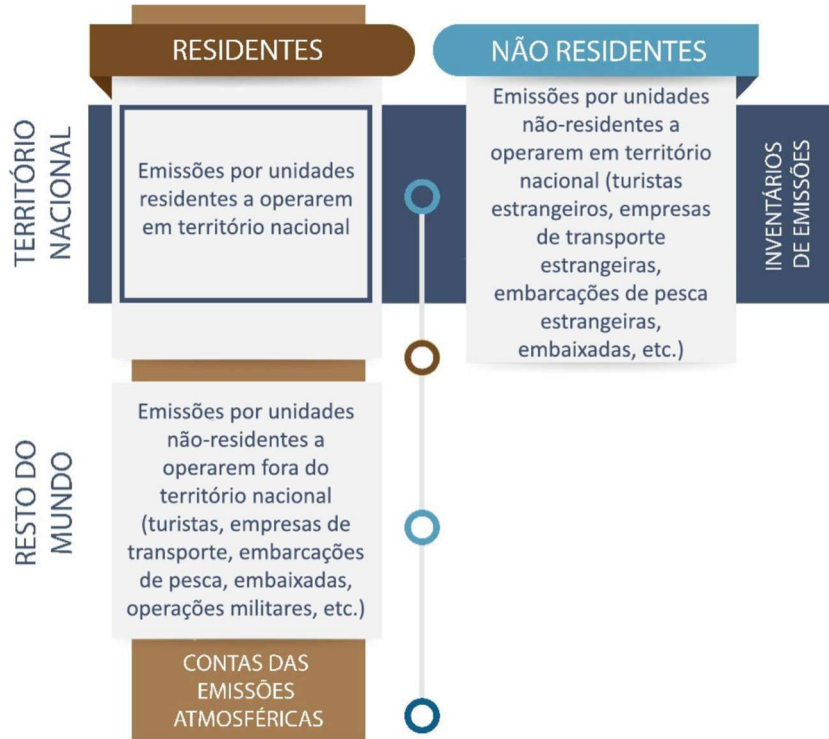 RESIDENTES
NÃO RESIDENTES
TERRITÓRIO
NACIONAL
Emissões por unidades
residentes a operarem
em território nacional
Emissões por unidades
não-residentes a
operarem em território
nacional (turistas
estrangeiros, empresas
de transporte
estrangeiras,
embarcações de pesca
estrangeiras,
embaixadas, etc.)
INVENTÁRIOS
DE EMISSÕES
RESTO DO
MUNDO
Emissões por unidades
não-residentes a
operarem fora do
território nacional
(turistas, empresas de
transporte, embarcações
de pesca, embaixadas,
operações militares, etc.)
CONTAS DAS
EMISSÕES
ATMOSFÉRICAS